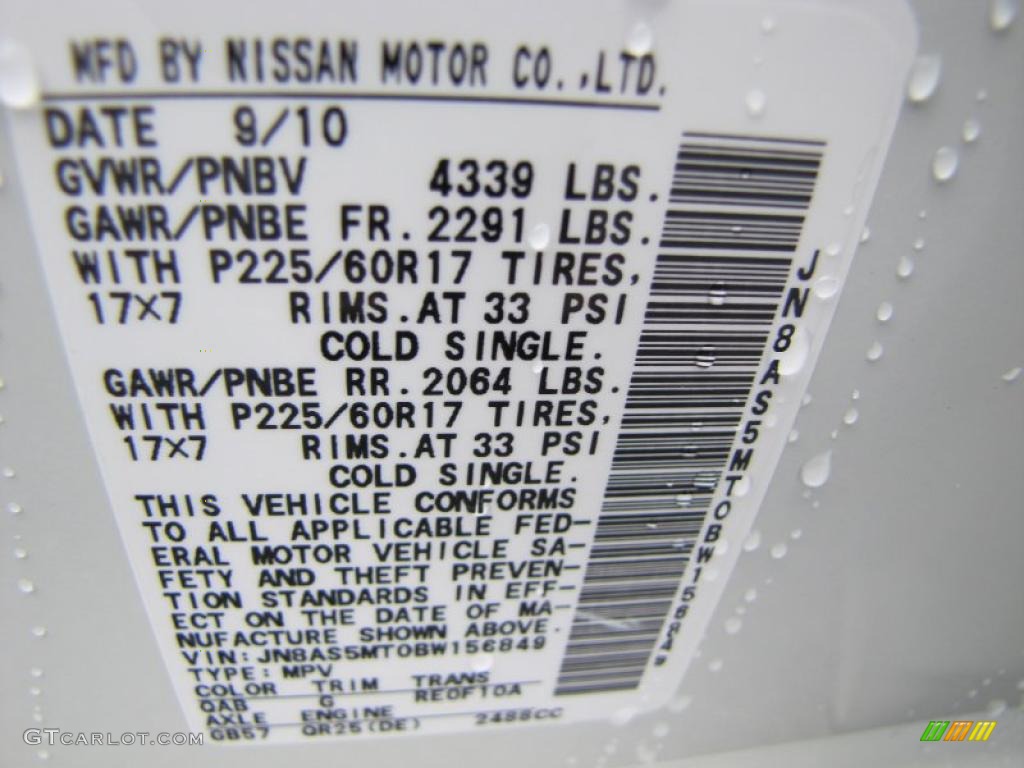 MFD BY NISSAN MOTOR CO.,LTD.
DATE 9/10
GVWR/PNBV 4339 LBS.
GAWR/PNBE FR. 2291 LBS.
WITH P225/60R17 TIRES,
17X7 RIMS.AT 33 PSI
COLD SINGLE.
GAWR/PNBE RR. 2064 LBS.
WITH P225/60R17 TIRES,
17X7 RIMS.AT 33 PSI
COLD SINGLE.
THIS VEHICLE CONFORMS
TO ALL APPLICABLE FED-
ERAL MOTOR VEHICLE SA-
FETY AND THEFT PREVEN-
TION STANDARDS IN EFF-
ECT ON THE DATE OF MA-
NUFACTURE SHOWN ABOVE.
VIN: JN8AS5MT0BW156849
TYPE: MPV
COLOR TRIM TRANS
QAB G RE0F10A
AXLE ENGINE
GB57 QR25(DE) 2488CC
JN8AS5MT0BW156849
GTCarLot.com